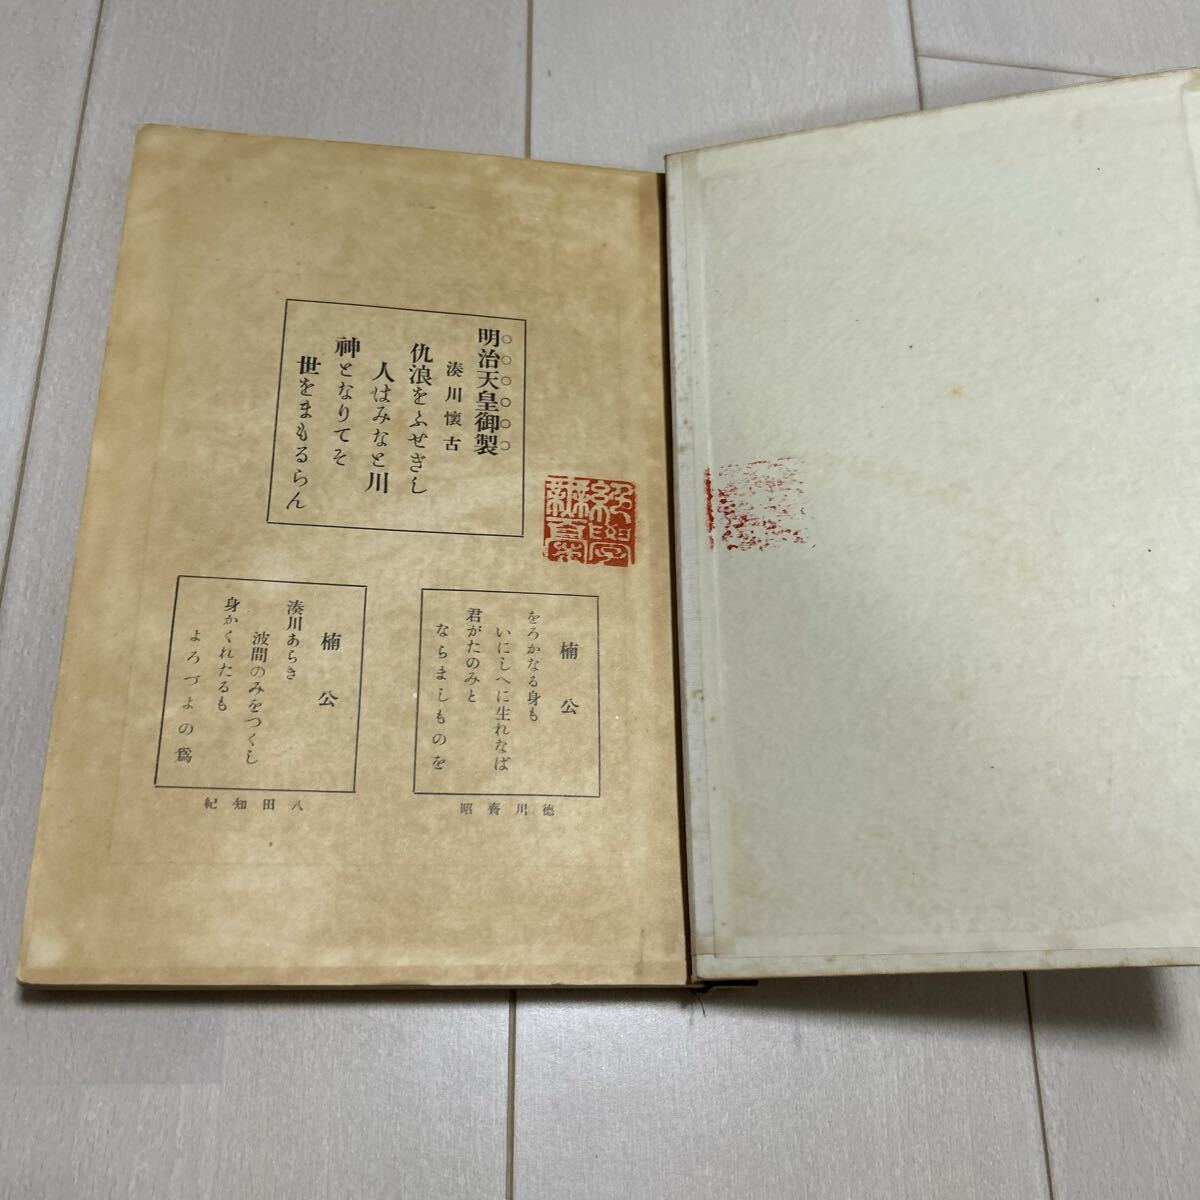 明治天皇御製
湊川懷古
仇浪をふせぎし
人はみなと川
神となりてそ
世をまもるらん
楠公
をろかなる身も
いにしへに生れなば
君がたのみと
ならましものを
德川齊昭
楠公
湊川あらき
波間のみをつくし
身かくれたるも
よろづよの爲
八田知紀